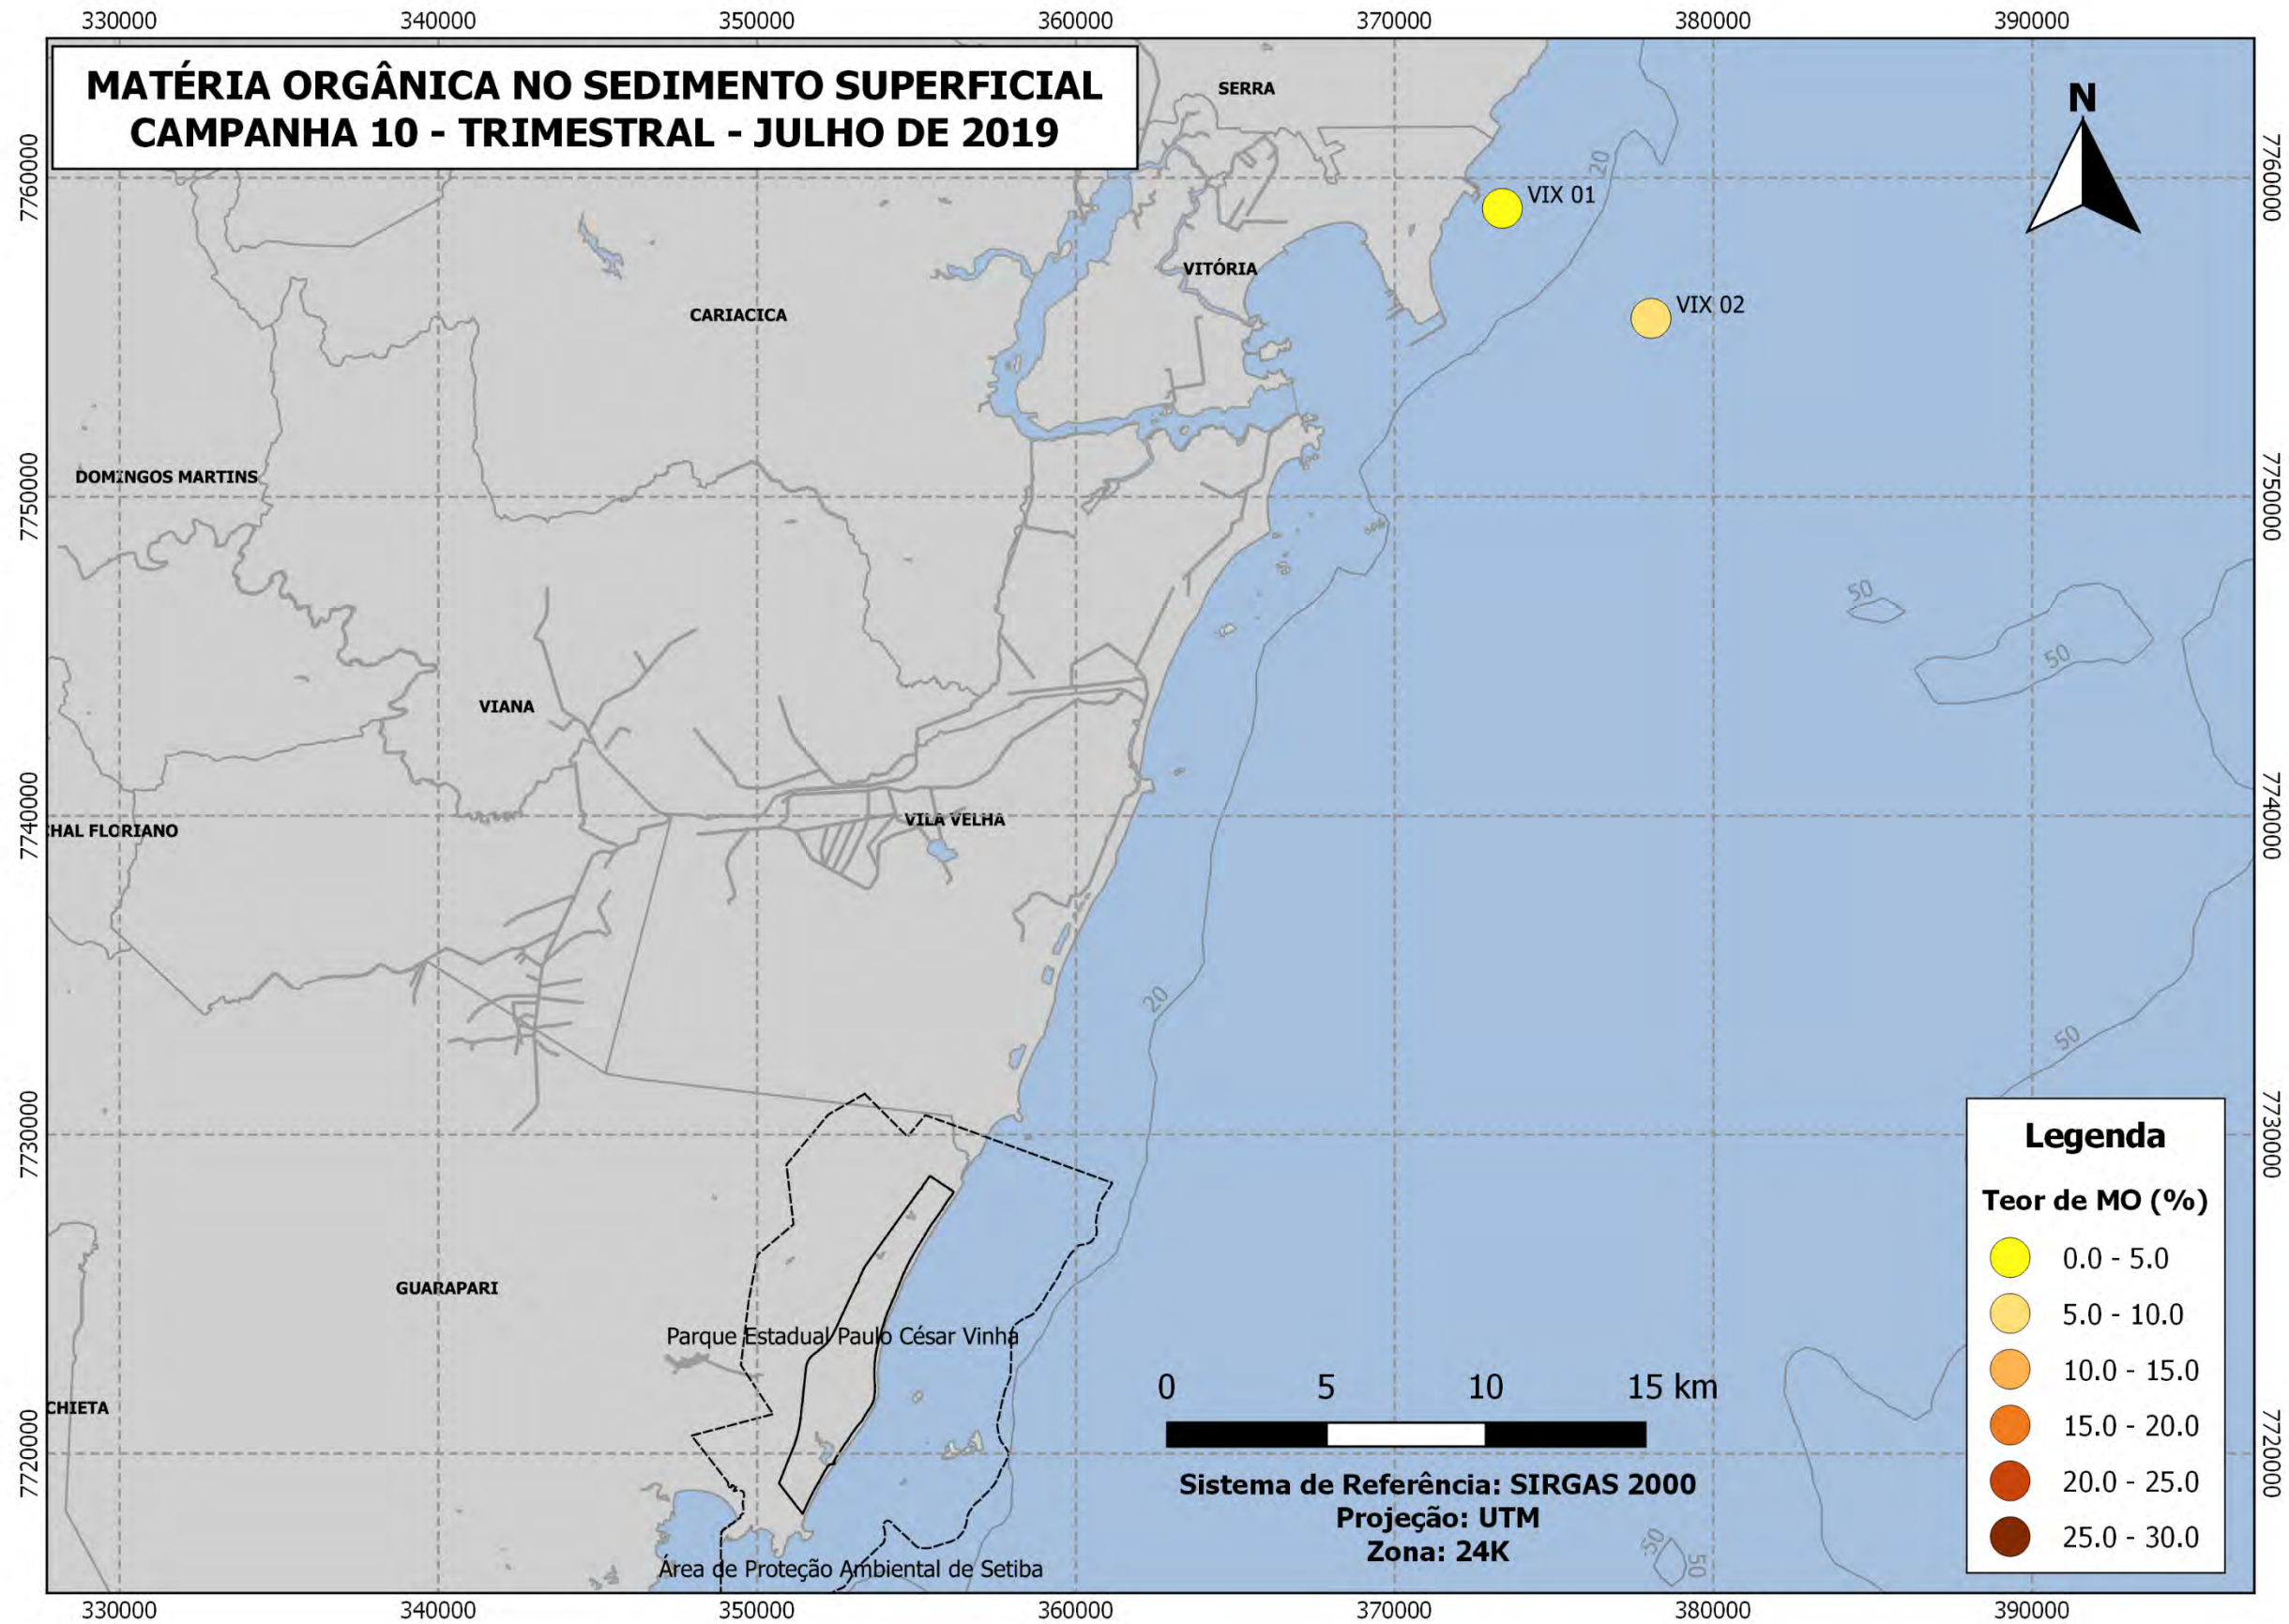 330000 340000 350000 360000 370000 380000 390000
MATÉRIA ORGÂNICA NO SEDIMENTO SUPERFICIAL
CAMPANHA 10 - TRIMESTRAL - JULHO DE 2019
SERRA
N
7760000
7760000
20
VIX 01
VITÓRIA
VIX 02
CARIACICA
DOMINGOS MARTINS
7750000
7750000
50
50
VIANA
VILA VELHA
7740000
7740000
HAL FLORIANO
20
50
7730000
7730000
Legenda
Teor de MO (%)
0.0 - 5.0
5.0 - 10.0
10.0 - 15.0
15.0 - 20.0
20.0 - 25.0
25.0 - 30.0
GUARAPARI
Parque Estadual Paulo César Vinha
0 5 10 15 km
CHIETA
7720000
7720000
Sistema de Referência: SIRGAS 2000
Projeção: UTM
Zona: 24K
50
50
Área de Proteção Ambiental de Setiba
330000 340000 350000 360000 370000 380000 390000